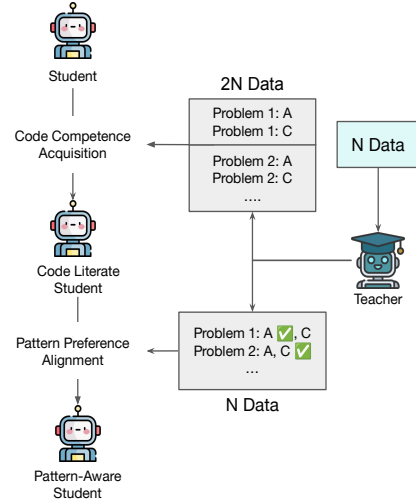 Student
Code Competence
Acquisition
Code Literate
Student
Pattern Preference
Alignment
Pattern-Aware
Student
2N Data
Problem 1: A
Problem 1: C
Problem 2: A
Problem 2: C
....
N Data
Teacher
Problem 1: A ✅, C
Problem 2: A, C ✅
...
N Data